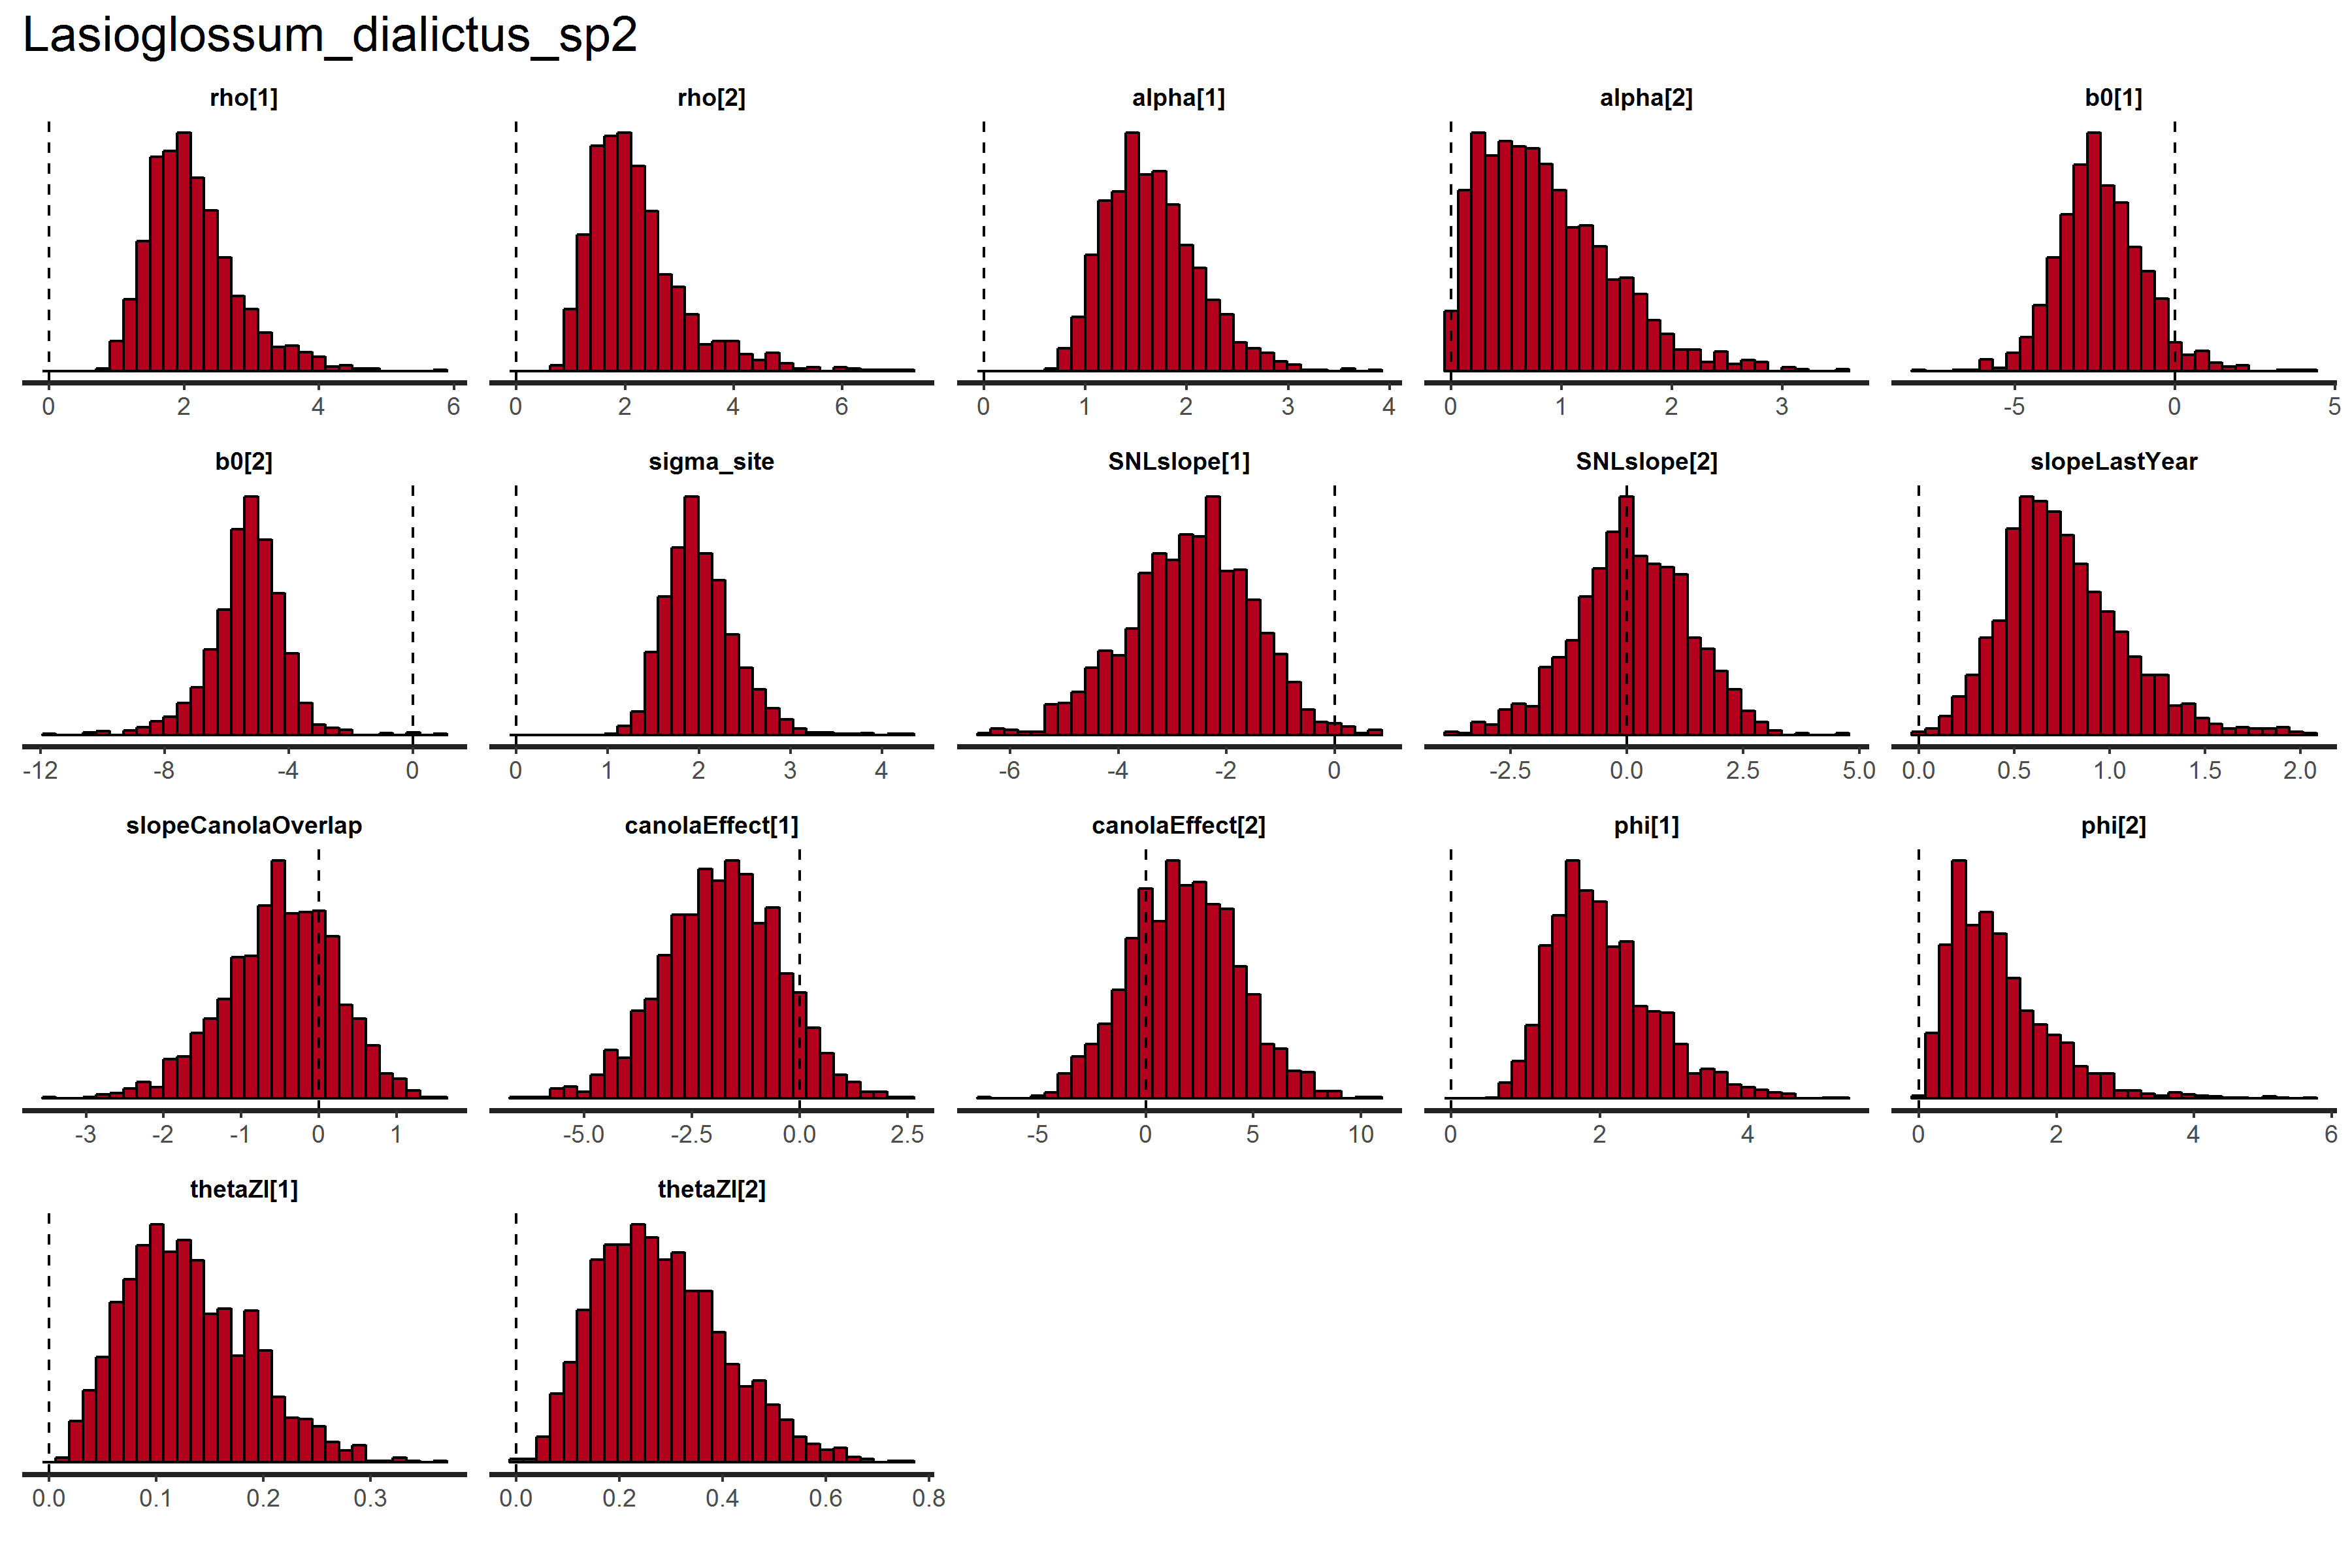 Lasioglossum_dialictus_sp2
rho[1] rho[2] alpha[1] alpha[2] b0[1]
0 2 4 6 0 2 4 6 0 1 2 3 4 0 1 2 3 -5 0 5
b0[2] sigma_site SNLslope[1] SNLslope[2] slopeLastYear
-12 -8 -4 0 0 1 2 3 4 -6 -4 -2 0 -2.5 0.0 2.5 5.0 0.0 0.5 1.0 1.5 2.0
slopeCanolaOverlap canolaEffect[1] canolaEffect[2] phi[1] phi[2]
-3 -2 -1 0 1 -5.0 -2.5 0.0 2.5 -5 0 5 10 0 2 4 0 2 4 6
thetaZI[1] thetaZI[2]
0.0 0.1 0.2 0.3 0.0 0.2 0.4 0.6 0.8